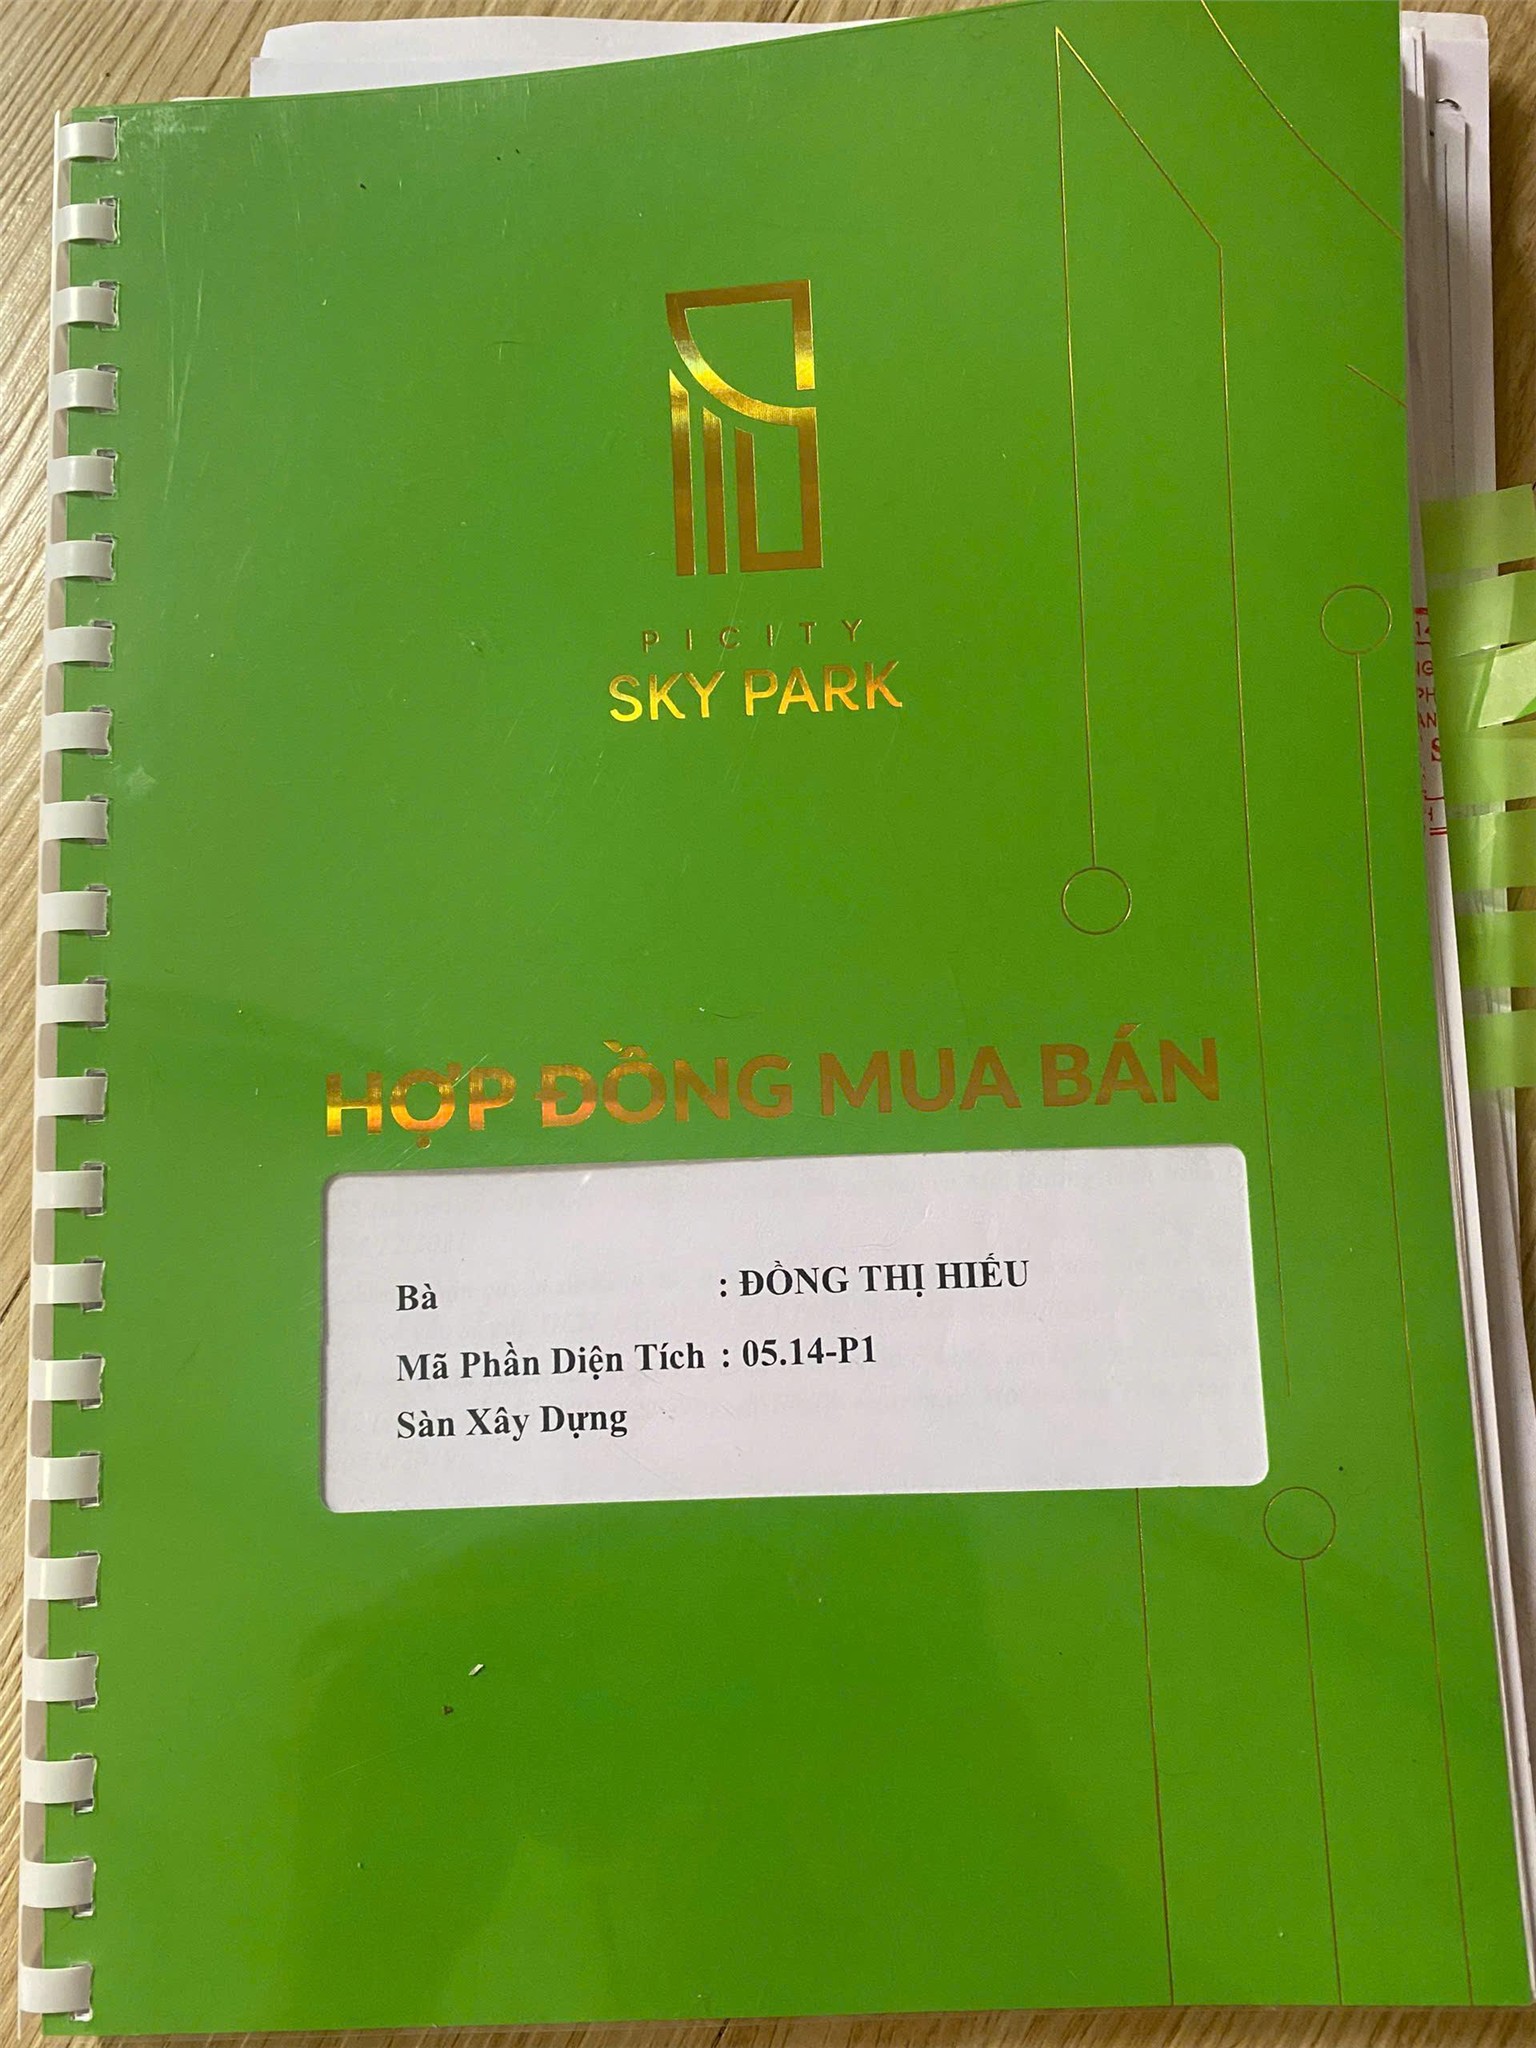 PICITY
SKY PARK
HỢP ĐỒNG MUA BÁN
Bà : ĐỒNG THỊ HIẾU
Mã Phần Diện Tích : 05.14-P1
Sàn Xây Dựng